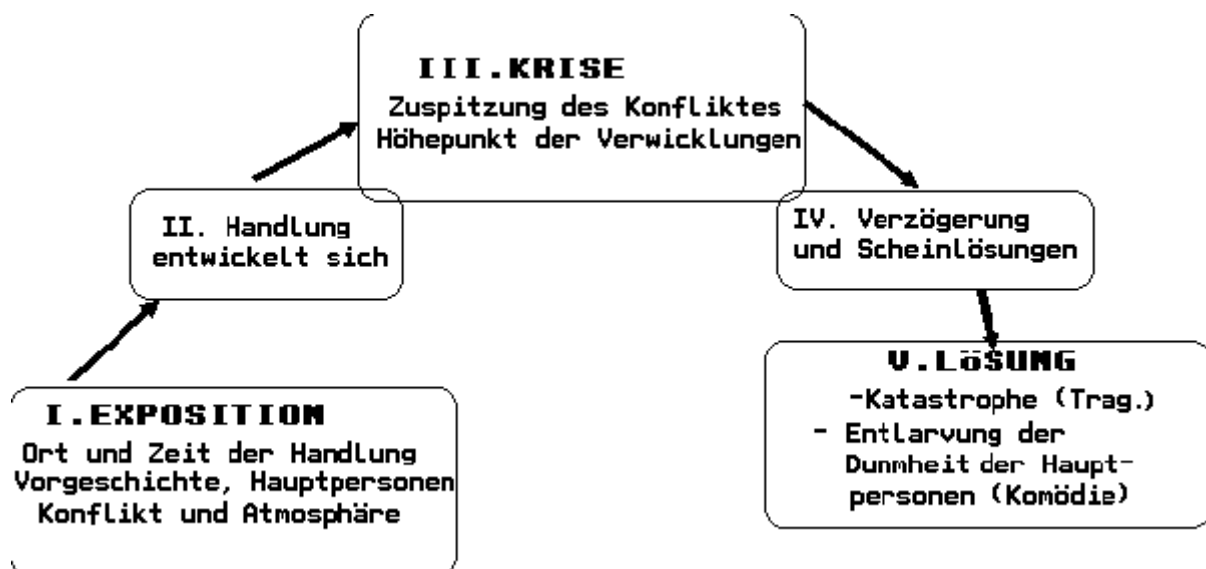 I.EXPOSITION
Ort und Zeit der Handlung
Vorgeschichte, Hauptpersonen
Konflikt und Atmosphäre
II. Handlung
entwickelt sich
III.KRISE
Zuspitzung des Konfliktes
Höhepunkt der Verwicklungen
IV. Verzögerung
und Scheinlösungen
V.LöSUNG
-Katastrophe (Trag.)
- Entlarvung der
Dummheit der Haupt-
personen (Komödie)